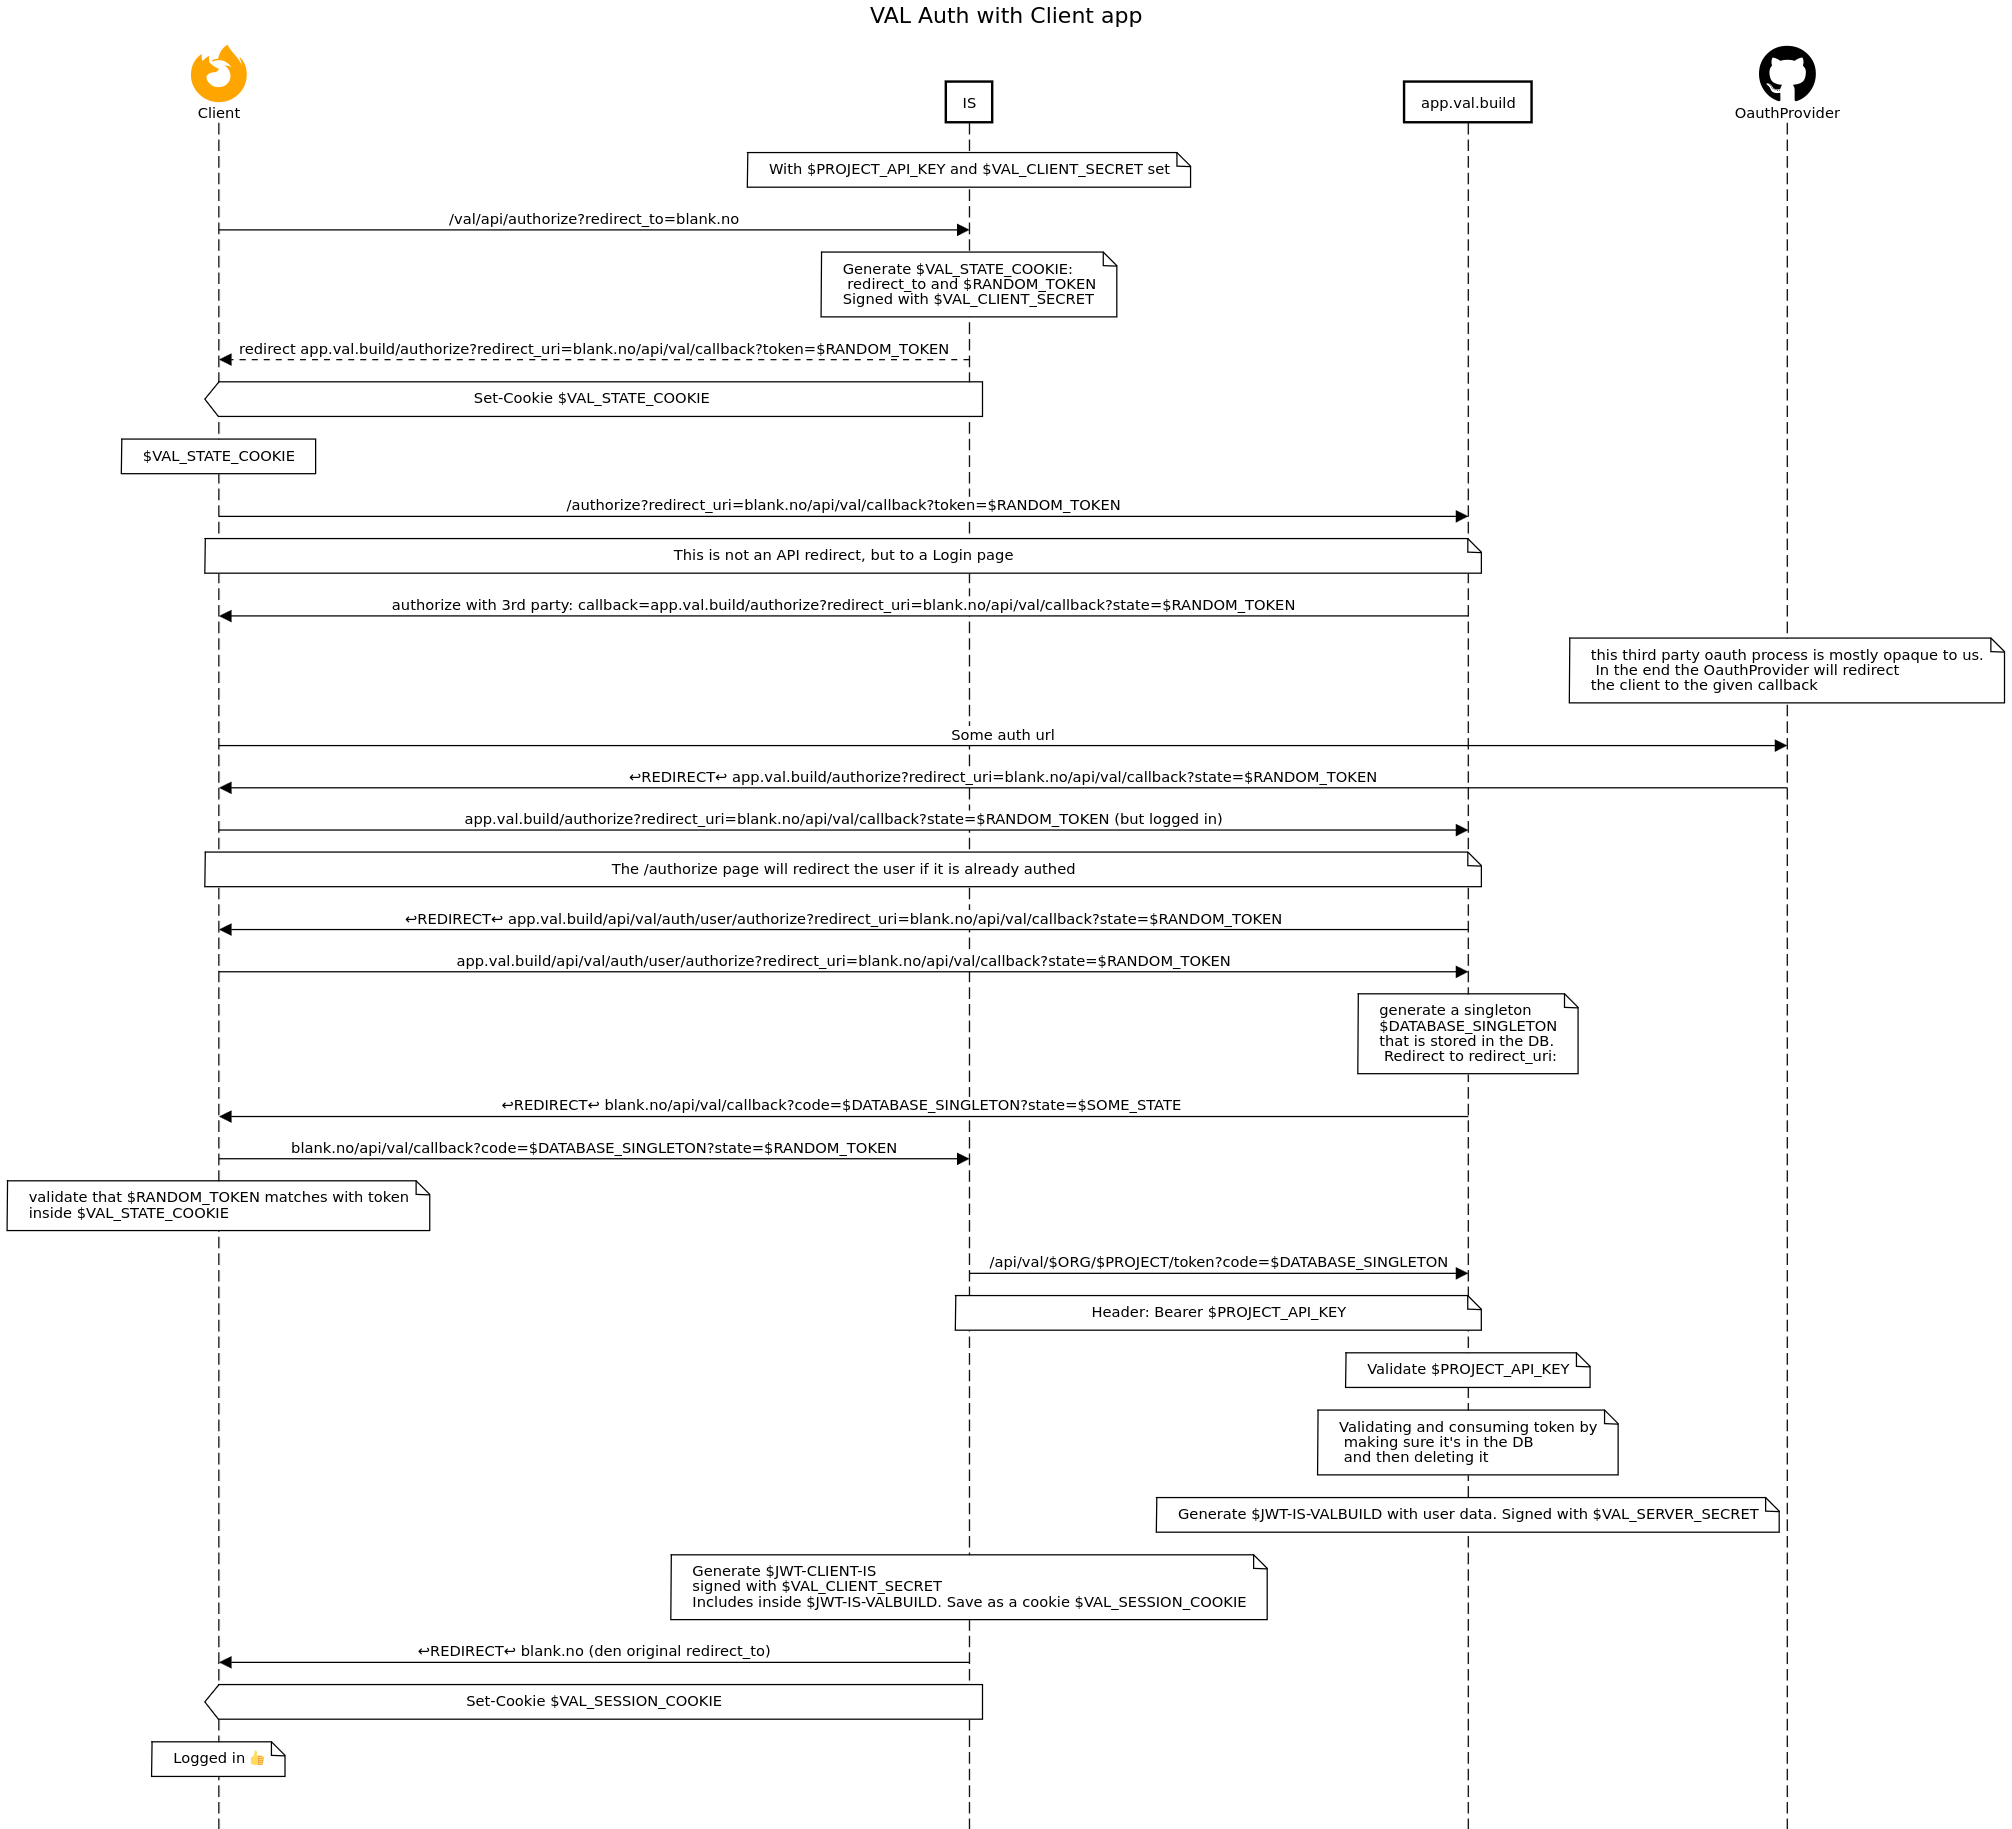 VAL Auth with Client app
Client
IS
app.val.build
OauthProvider
With $PROJECT_API_KEY and $VAL_CLIENT_SECRET set
/val/api/authorize?redirect_to=blank.no
Generate $VAL_STATE_COOKIE:
redirect_to and $RANDOM_TOKEN
Signed with $VAL_CLIENT_SECRET
redirect app.val.build/authorize?redirect_uri=blank.no/api/val/callback?token=$RANDOM_TOKEN
Set-Cookie $VAL_STATE_COOKIE
$VAL_STATE_COOKIE
/authorize?redirect_uri=blank.no/api/val/callback?token=$RANDOM_TOKEN
This is not an API redirect, but to a Login page
authorize with 3rd party: callback=app.val.build/authorize?redirect_uri=blank.no/api/val/callback?state=$RANDOM_TOKEN
this third party oauth process is mostly opaque to us.
In the end the OauthProvider will redirect
the client to the given callback
Some auth url
↩REDIRECT↩ app.val.build/authorize?redirect_uri=blank.no/api/val/callback?state=$RANDOM_TOKEN
app.val.build/authorize?redirect_uri=blank.no/api/val/callback?state=$RANDOM_TOKEN (but logged in)
The /authorize page will redirect the user if it is already authed
↩REDIRECT↩ app.val.build/api/val/auth/user/authorize?redirect_uri=blank.no/api/val/callback?state=$RANDOM_TOKEN
app.val.build/api/val/auth/user/authorize?redirect_uri=blank.no/api/val/callback?state=$RANDOM_TOKEN
generate a singleton
$DATABASE_SINGLETON
that is stored in the DB.
Redirect to redirect_uri:
↩REDIRECT↩ blank.no/api/val/callback?code=$DATABASE_SINGLETON?state=$SOME_STATE
blank.no/api/val/callback?code=$DATABASE_SINGLETON?state=$RANDOM_TOKEN
validate that $RANDOM_TOKEN matches with token
inside $VAL_STATE_COOKIE
/api/val/$ORG/$PROJECT/token?code=$DATABASE_SINGLETON
Header: Bearer $PROJECT_API_KEY
Validate $PROJECT_API_KEY
Validating and consuming token by
making sure it's in the DB
and then deleting it
Generate $JWT-IS-VALBUILD with user data. Signed with $VAL_SERVER_SECRET
Generate $JWT-CLIENT-IS
signed with $VAL_CLIENT_SECRET
Includes inside $JWT-IS-VALBUILD. Save as a cookie $VAL_SESSION_COOKIE
↩REDIRECT↩ blank.no (den original redirect_to)
Set-Cookie $VAL_SESSION_COOKIE
Logged in 👍